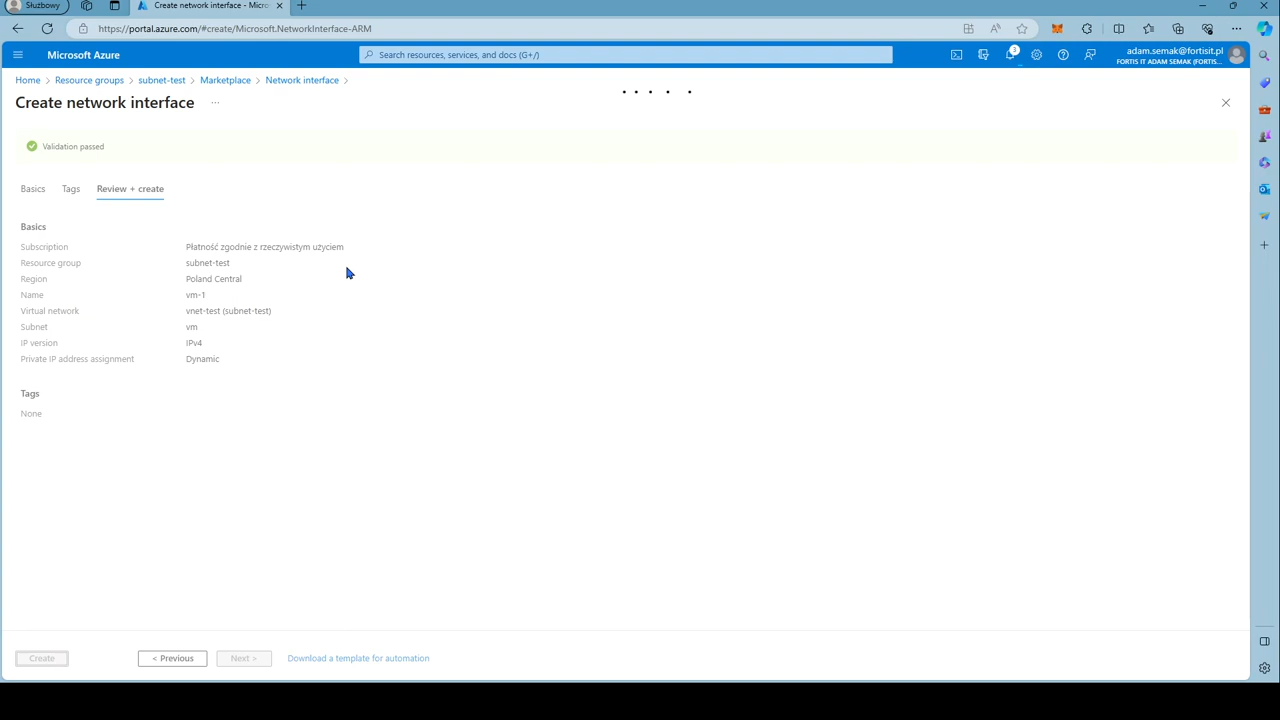 Służbowy
Create network interface - Micro
https://portal.azure.com/#create/Microsoft.NetworkInterface-ARM
Microsoft Azure
Search resources, services, and docs (G+/)
3
adam.semak@fortisit.pl
FORTIS IT ADAM SEMAK (FORTIS...
Home > Resource groups > subnet-test > Marketplace > Network interface >
Create network interface ...
Validation passed
Basics Tags Review + create
Basics
Subscription Płatność zgodnie z rzeczywistym użyciem
Resource group subnet-test
Region Poland Central
Name vm-1
Virtual network vnet-test (subnet-test)
Subnet vm
IP version IPv4
Private IP address assignment Dynamic
Tags
None
Create < Previous Next > Download a template for automation